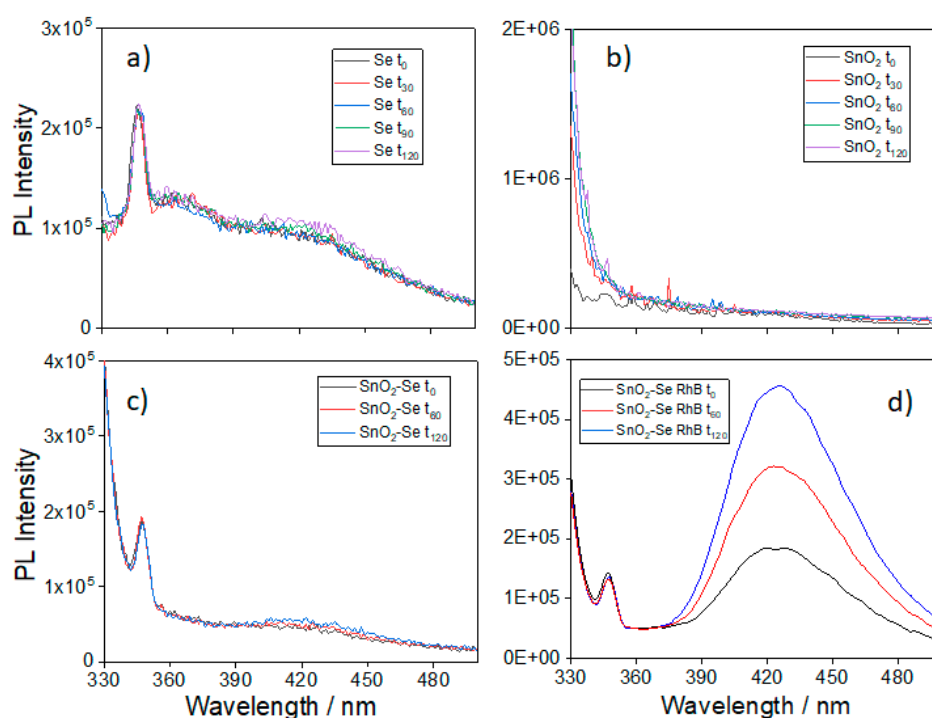 a)
Se t0
Se t30
Se t60
Se t90
Se t120
3x10^5
2x10^5
1x10^5
0
PL Intensity
b)
SnO2 t0
SnO2 t30
SnO2 t60
SnO2 t90
SnO2 t120
2E+06
1E+06
0E+00
c)
SnO2-Se t0
SnO2-Se t60
SnO2-Se t120
4x10^5
3x10^5
2x10^5
1x10^5
0
PL Intensity
330 360 390 420 450 480
Wavelength / nm
d)
SnO2-Se RhB t0
SnO2-Se RhB t60
SnO2-Se RhB t120
5E+05
4E+05
3E+05
2E+05
1E+05
0E+00
330 360 390 420 450 480
Wavelength / nm